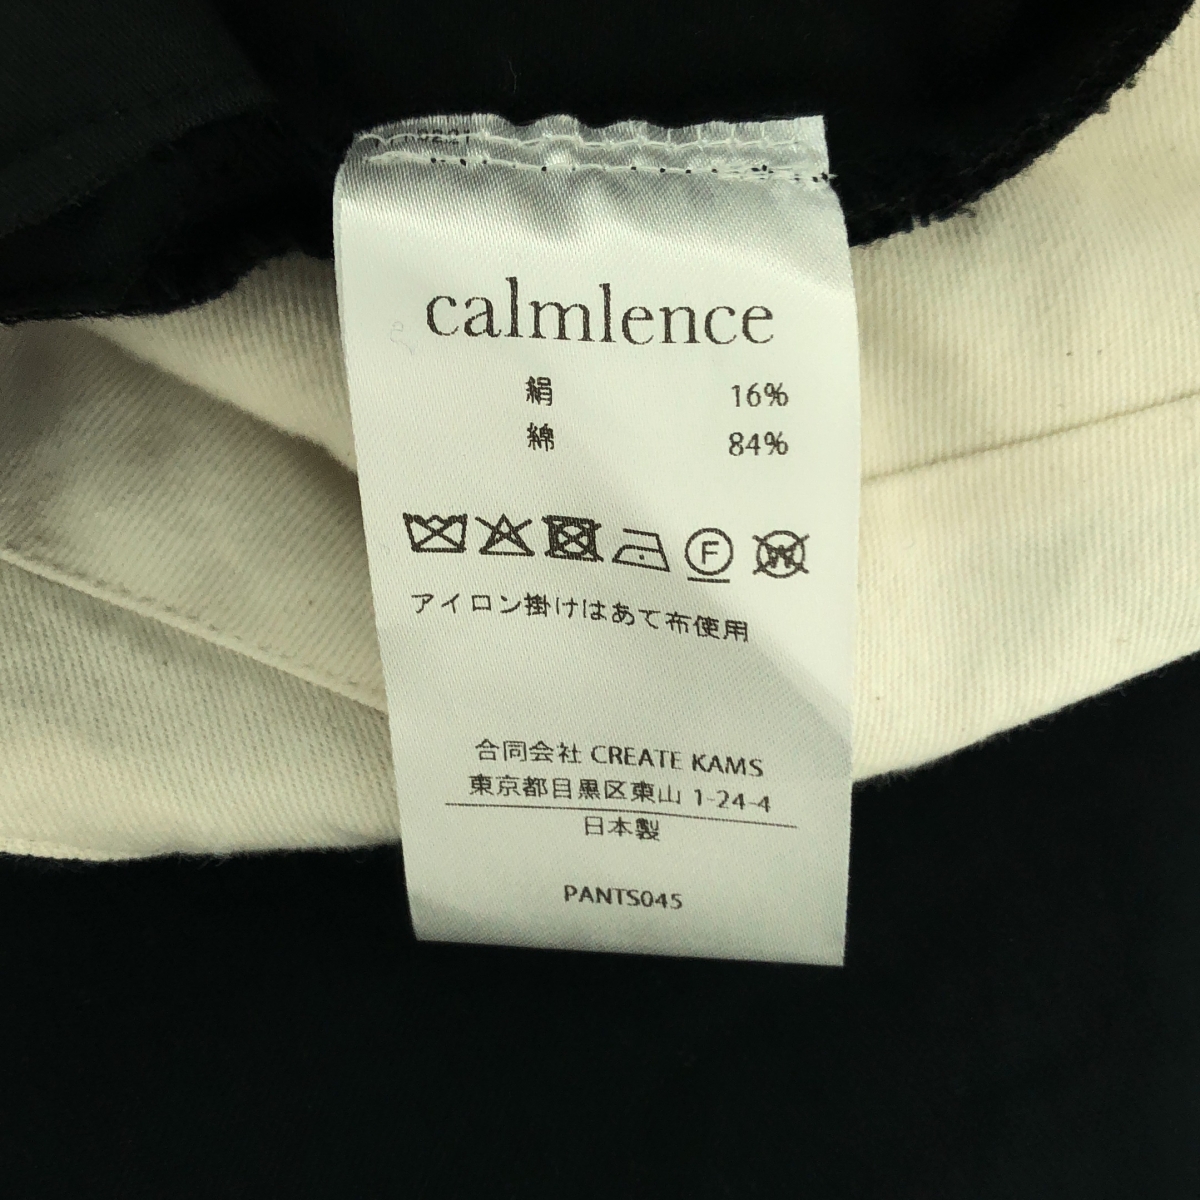 calmlence
絹 16%
綿 84%
F W
アイロン掛けはあて布使用
合同会社 CREATE KAMS
東京都目黒区東山 1-24-4
日本製
PANTS045